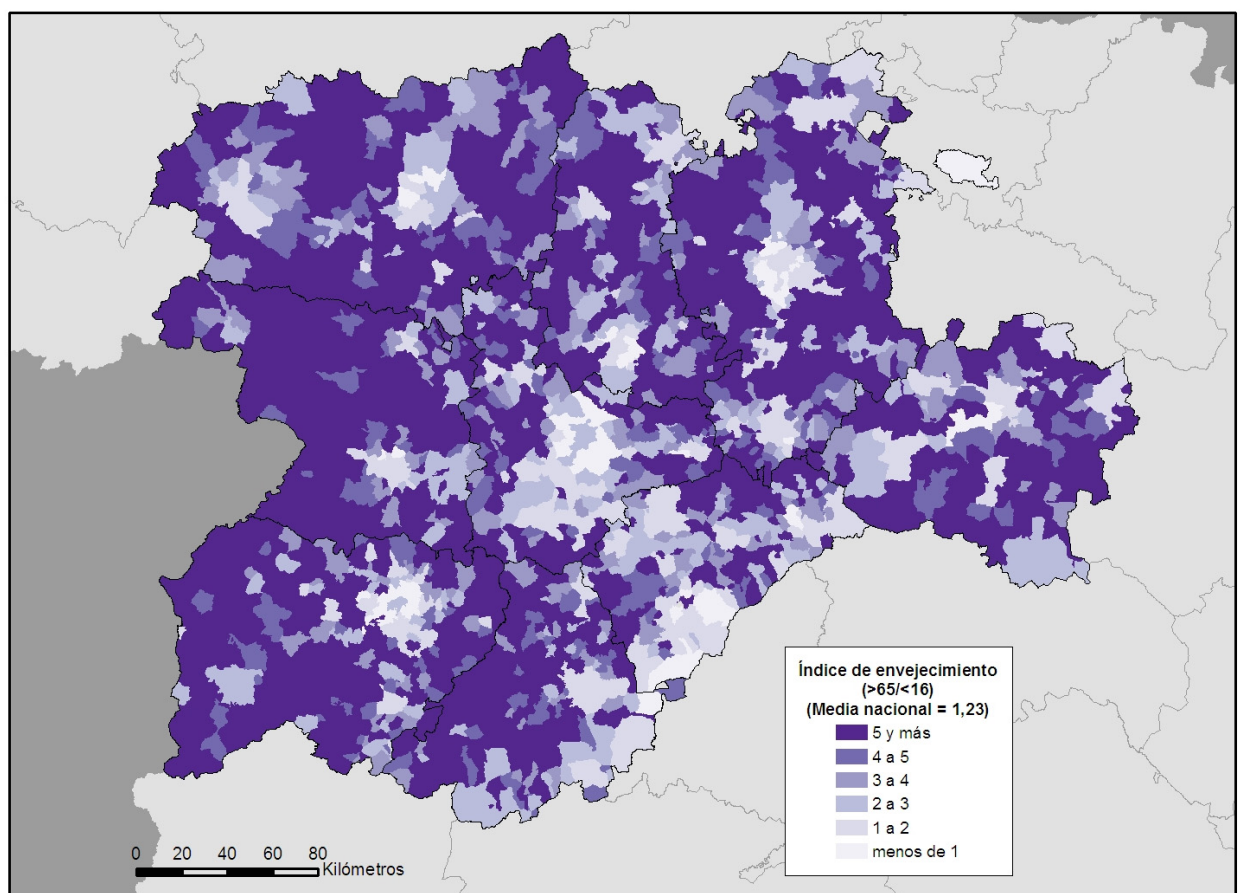 Índice de envejecimiento
(>65/<16)
(Media nacional = 1,23)
5 y más
4 a 5
3 a 4
2 a 3
1 a 2
menos de 1
0 20 40 60 80
Kilómetros